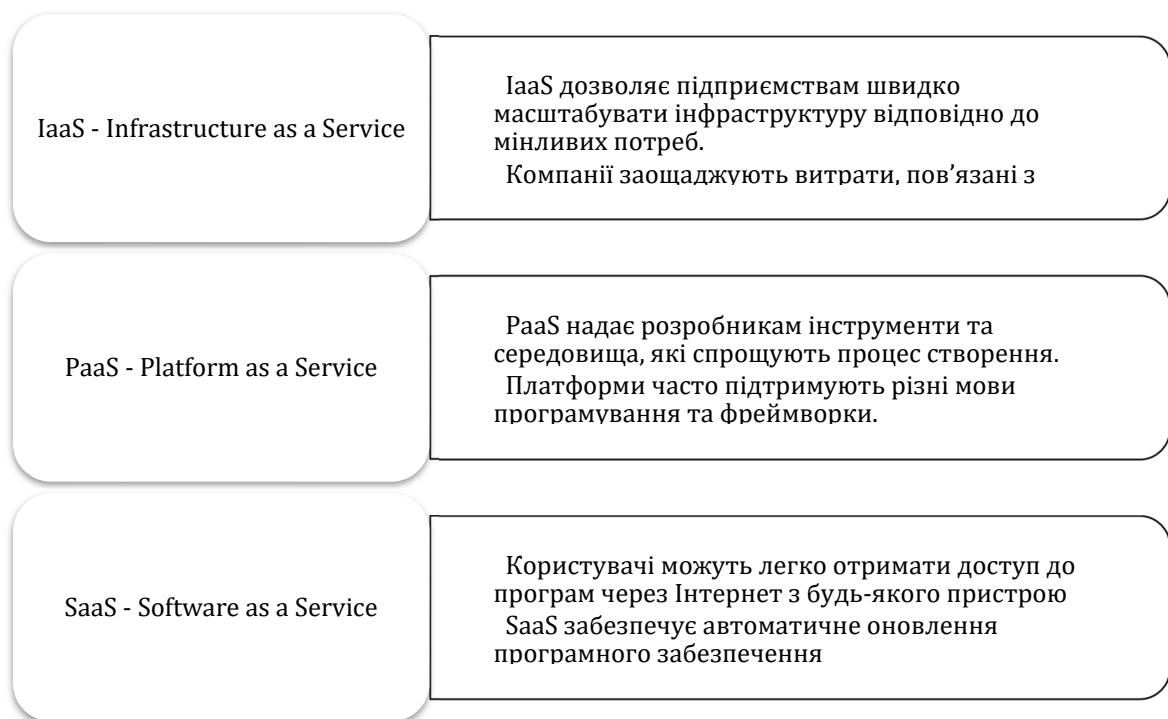 IaaS - Infrastructure as a Service
IaaS дозволяє підприємствам швидко
масштабувати інфраструктуру відповідно до
мінливих потреб.
Компанії заощаджують витрати, пов’язані з
PaaS - Platform as a Service
PaaS надає розробникам інструменти та
середовища, які спрощують процес створення.
Платформи часто підтримують різні мови
програмування та фреймворки.
SaaS - Software as a Service
Користувачі можуть легко отримати доступ до
програм через Інтернет з будь-якого пристрою
SaaS забезпечує автоматичне оновлення
програмного забезпечення